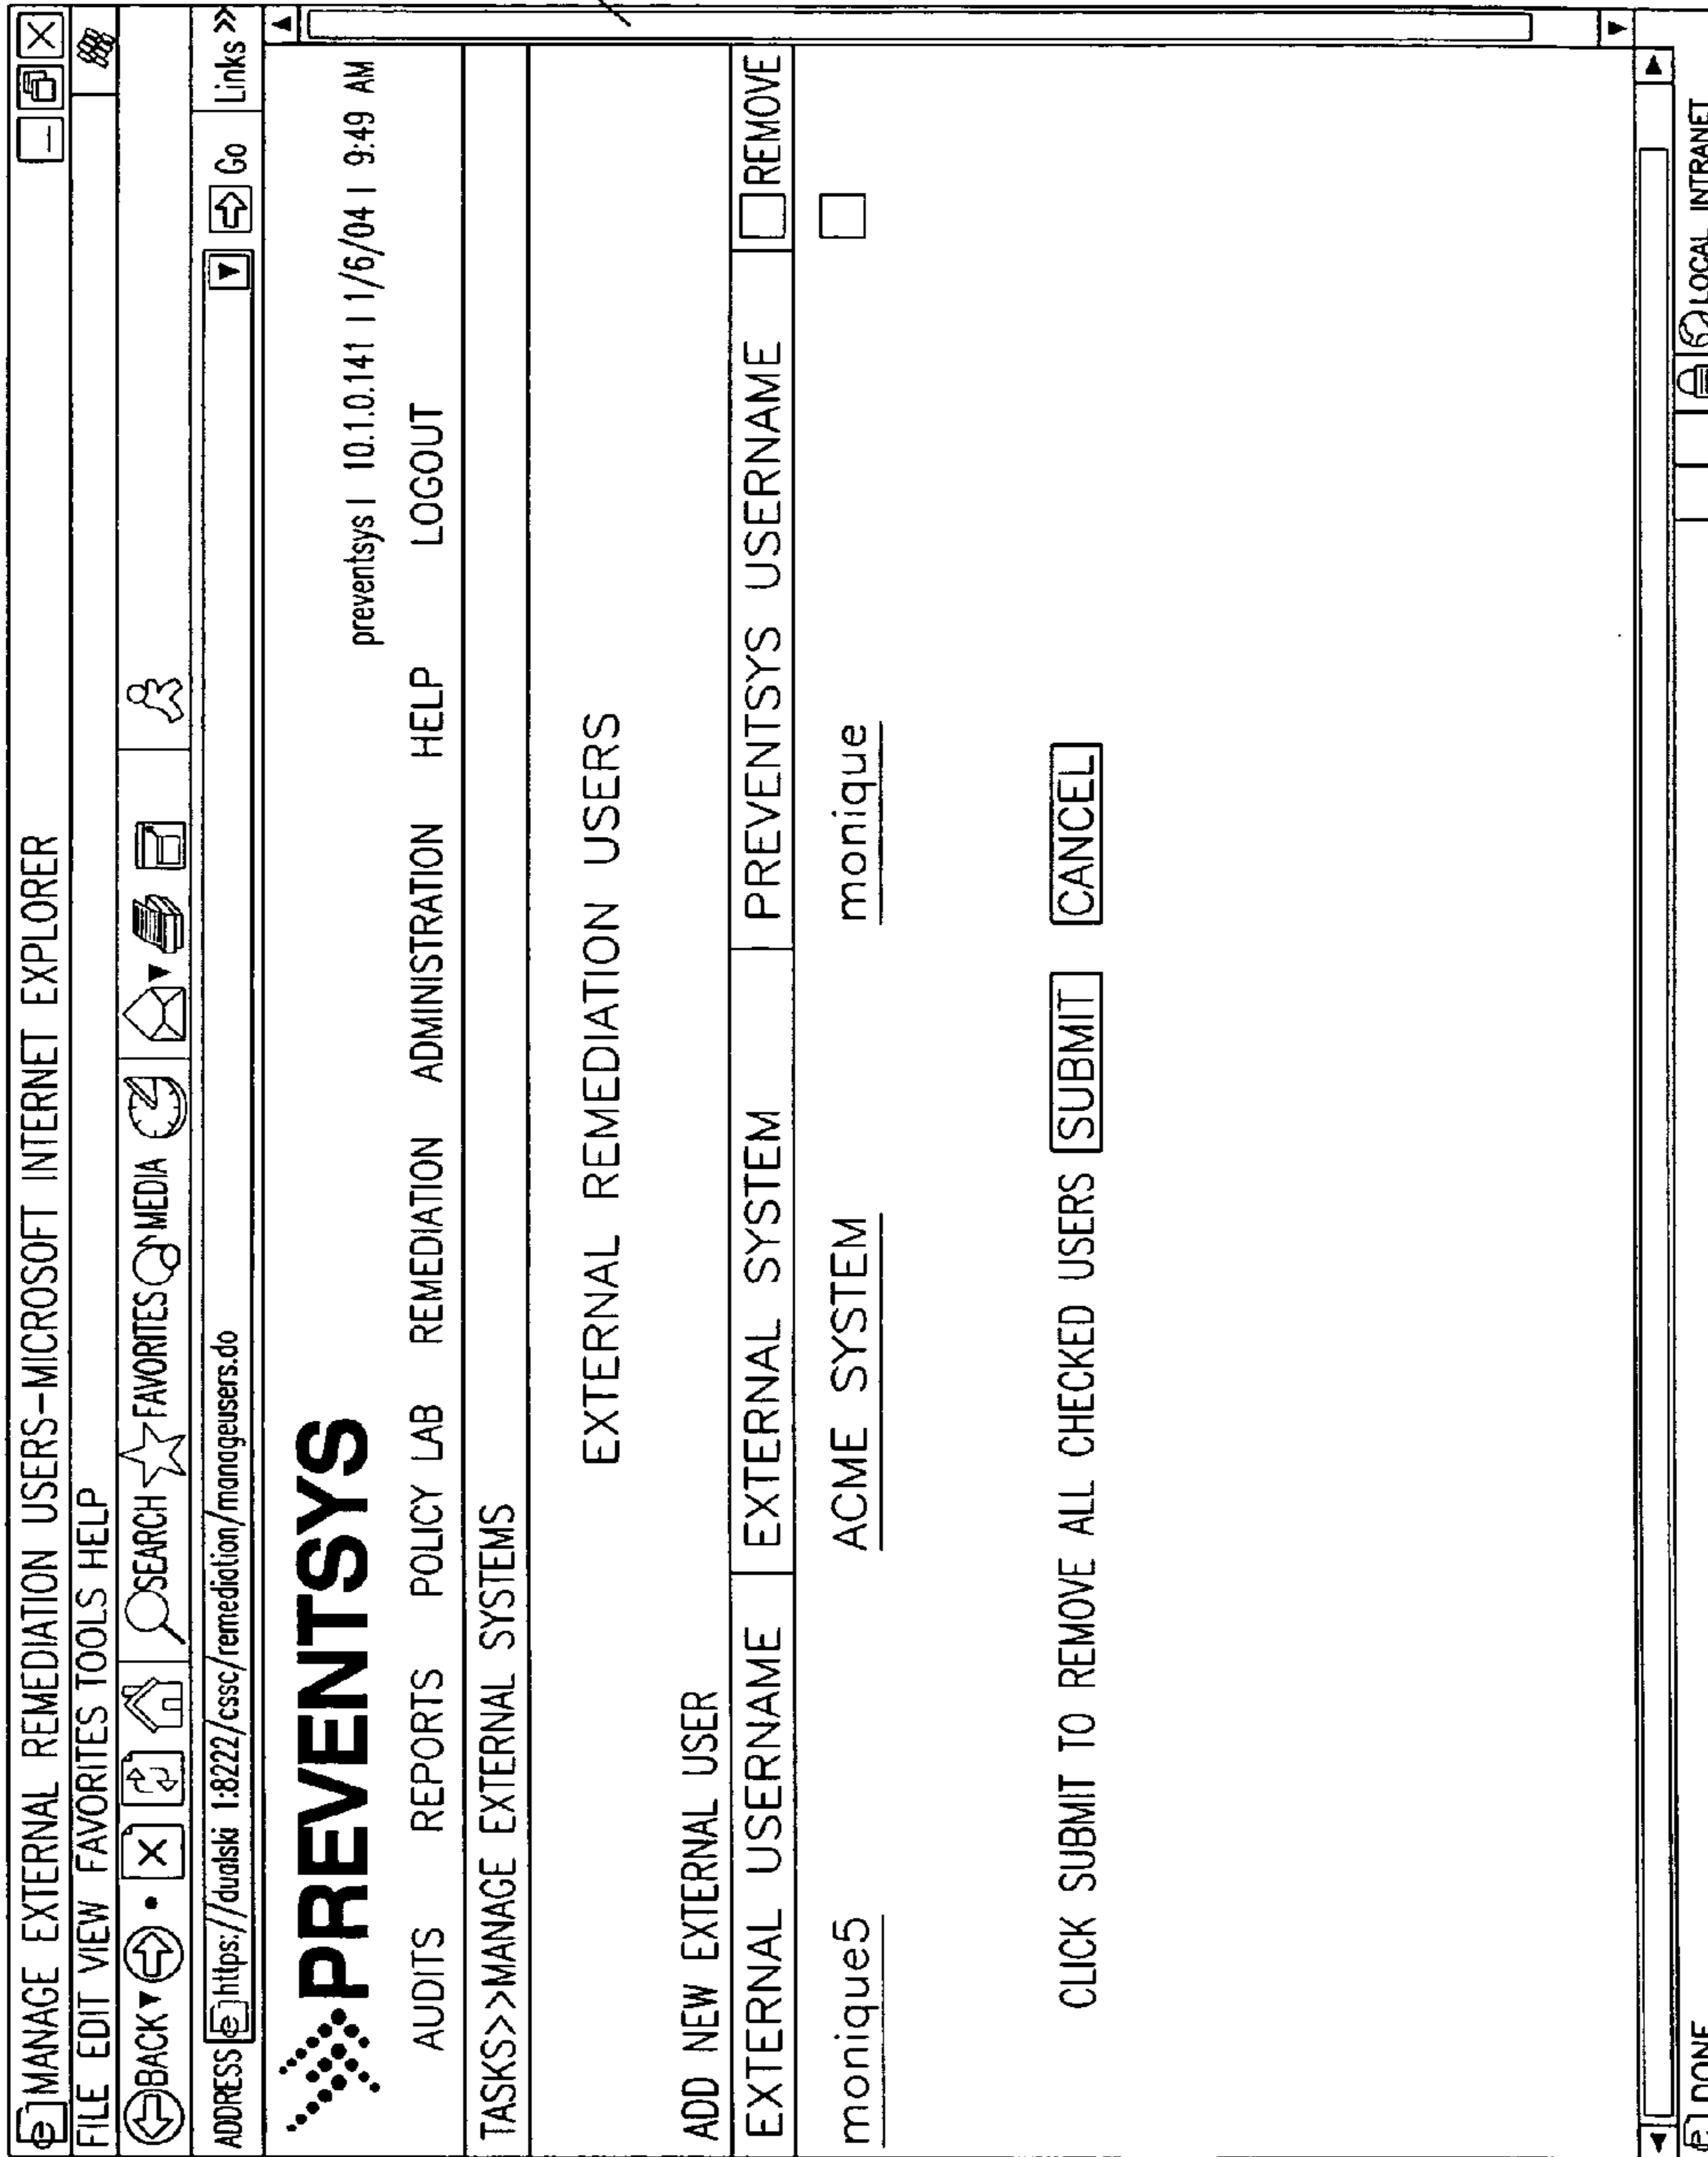 MANAGE EXTERNAL REMEDIATION USERS-MICROSOFT INTERNET EXPLORER
FILE EDIT VIEW FAVORITES TOOLS HELP
BACK SEARCH FAVORITES MEDIA
ADDRESS https://dualski 1:8222/cssc/remediation/manageusers.do Go Links >>
PREVENTSYS
preventsys | 10.1.0.141 | 1/6/04 | 9:49 AM
AUDITS REPORTS POLICY LAB REMEDIATION ADMINISTRATION HELP LOGOUT
TASKS>>MANAGE EXTERNAL SYSTEMS
EXTERNAL REMEDIATION USERS
ADD NEW EXTERNAL USER
EXTERNAL USERNAME EXTERNAL SYSTEM PREVENTSYS USERNAME REMOVE
monique5 ACME SYSTEM monique
CLICK SUBMIT TO REMOVE ALL CHECKED USERS SUBMIT CANCEL
DONE LOCAL INTRANET